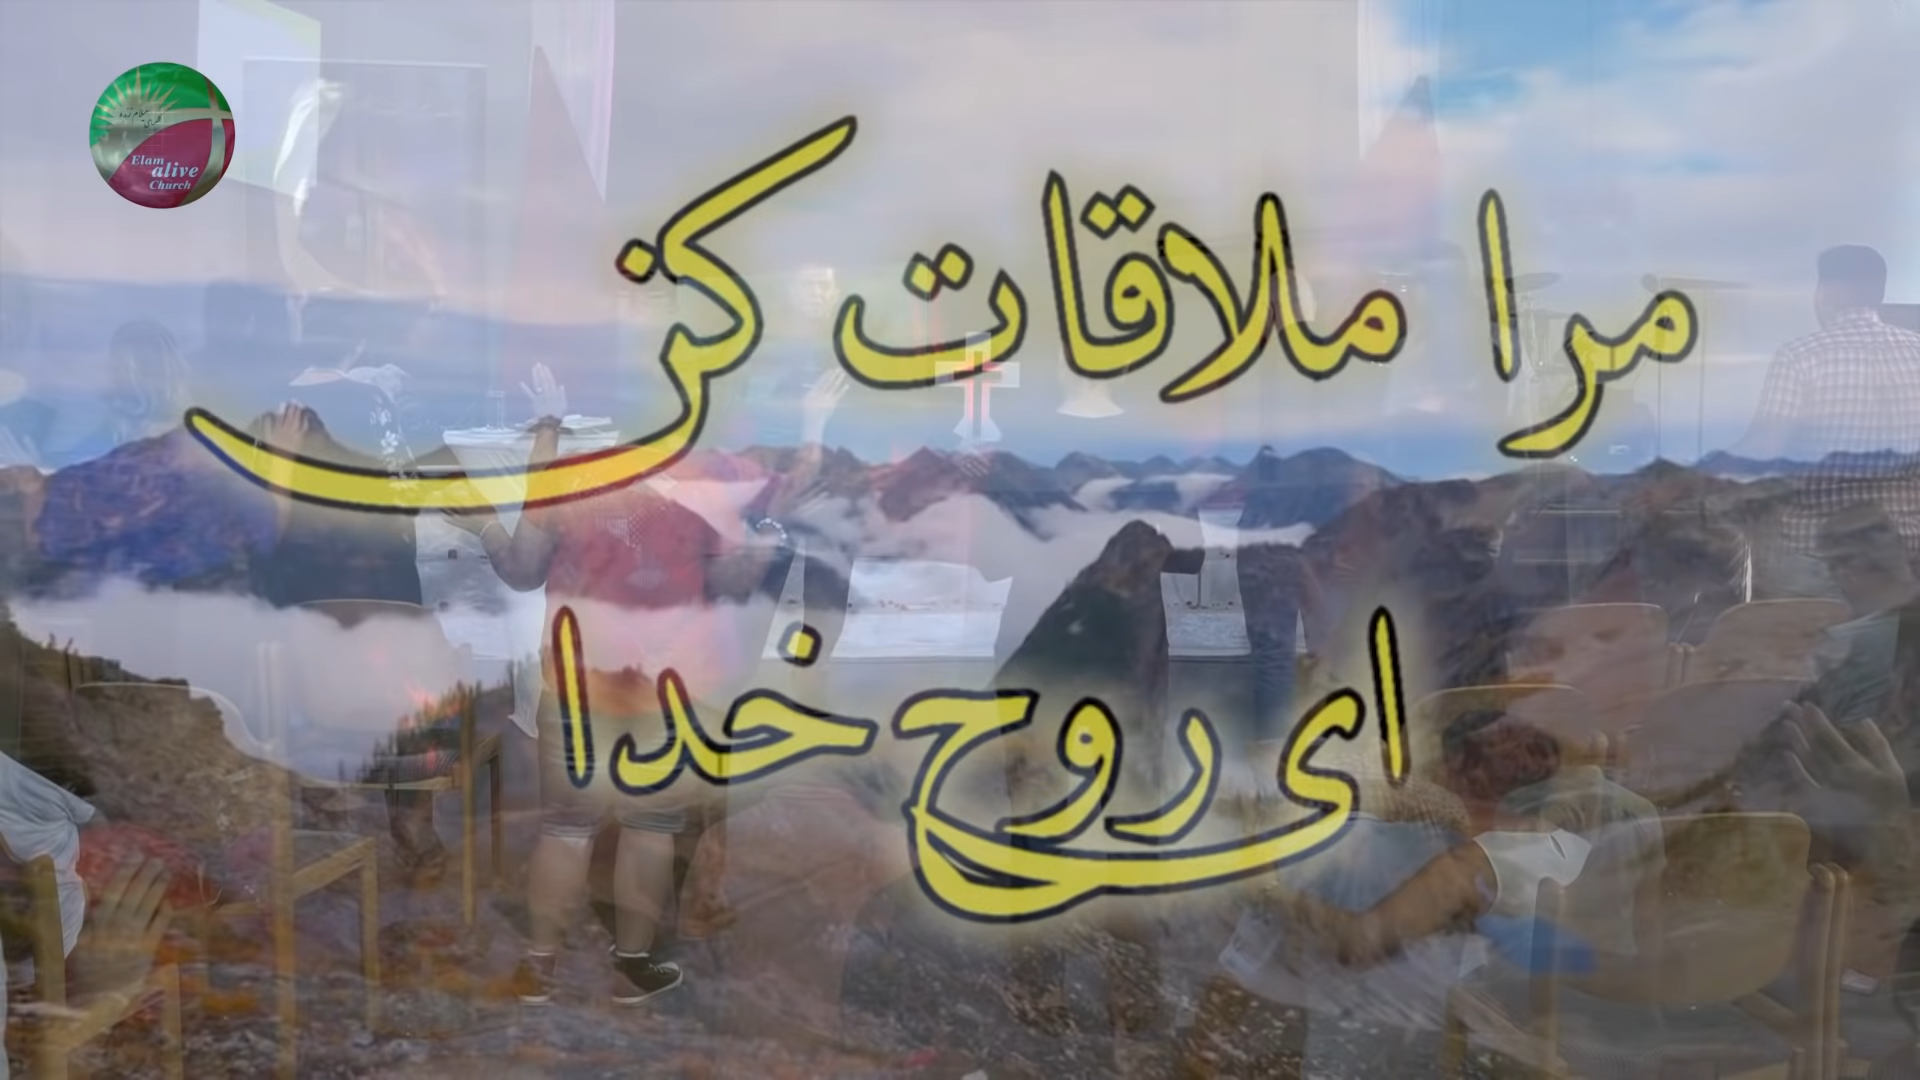 مرا ملاقات کن
ای روح خدا
Elam
alive
Church